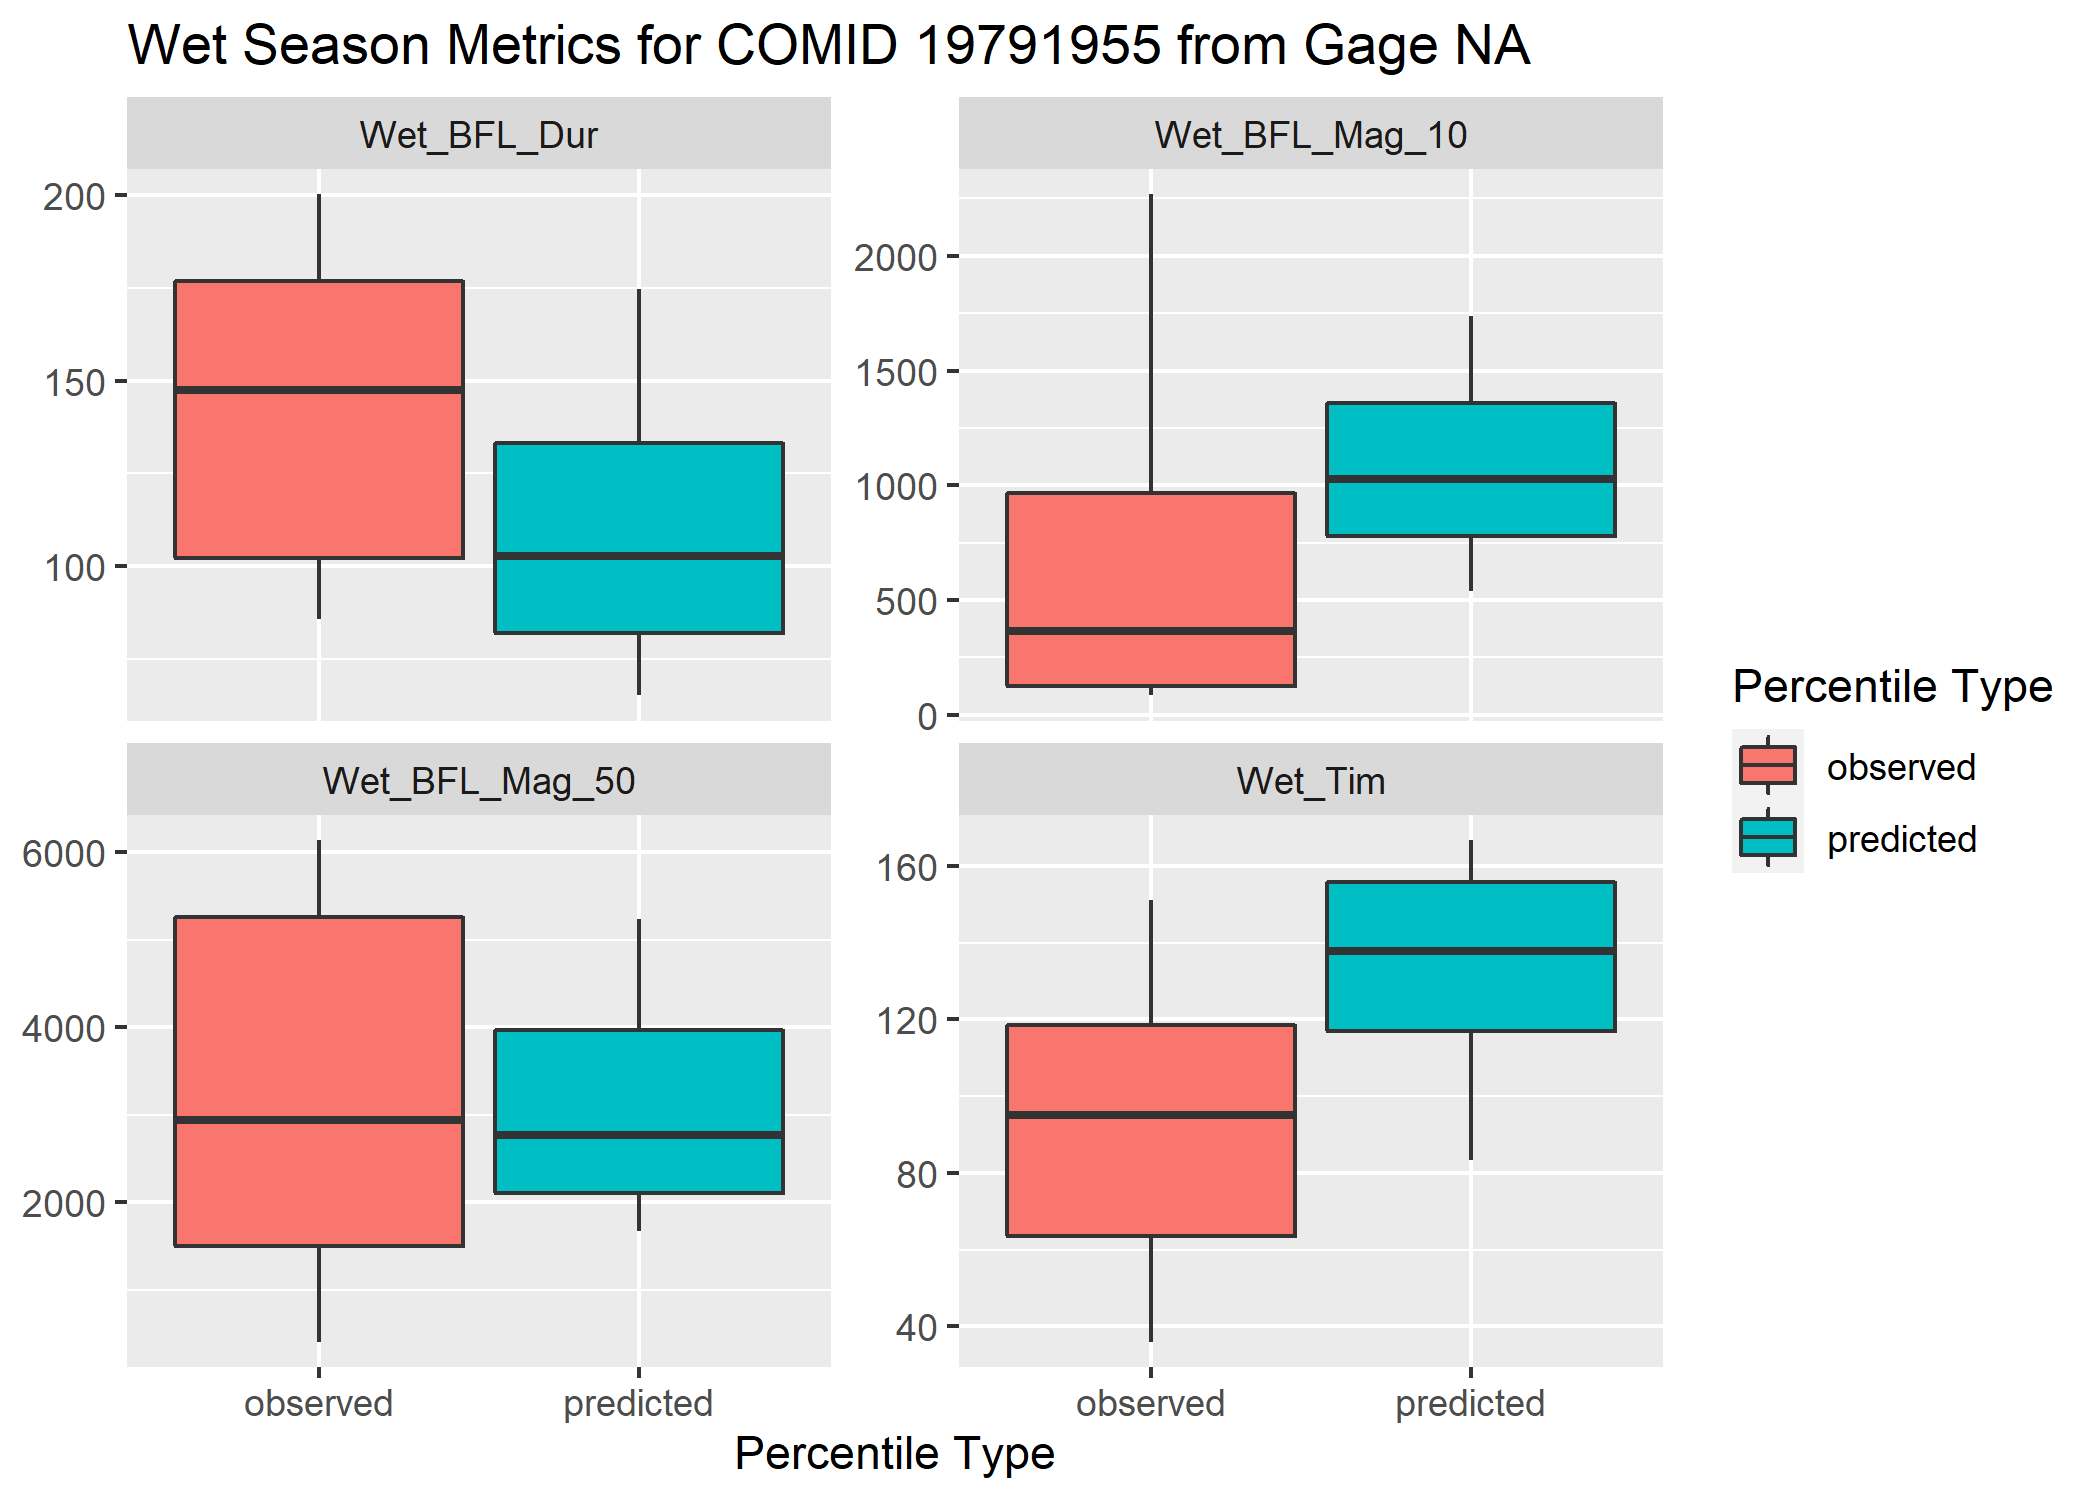 Wet Season Metrics for COMID 19791955 from Gage NA
Wet_BFL_Dur
Wet_BFL_Mag_10
200
150
100
2000
1500
1000
500
0
Wet_BFL_Mag_50
Wet_Tim
6000
4000
2000
160
120
80
40
observed
predicted
observed
predicted
Percentile Type
Percentile Type
observed
predicted